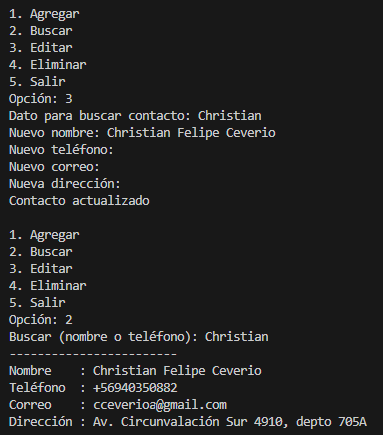 1. Agregar
2. Buscar
3. Editar
4. Eliminar
5. Salir
Opción: 3
Dato para buscar contacto: Christian
Nuevo nombre: Christian Felipe Ceverio
Nuevo teléfono:
Nuevo correo:
Nueva dirección:
Contacto actualizado

1. Agregar
2. Buscar
3. Editar
4. Eliminar
5. Salir
Opción: 2
Buscar (nombre o teléfono): Christian
------------------------
Nombre    : Christian Felipe Ceverio
Teléfono  : +56940350882
Correo    : cceverioa@gmail.com
Dirección : Av. Circunvalación Sur 4910, depto 705A